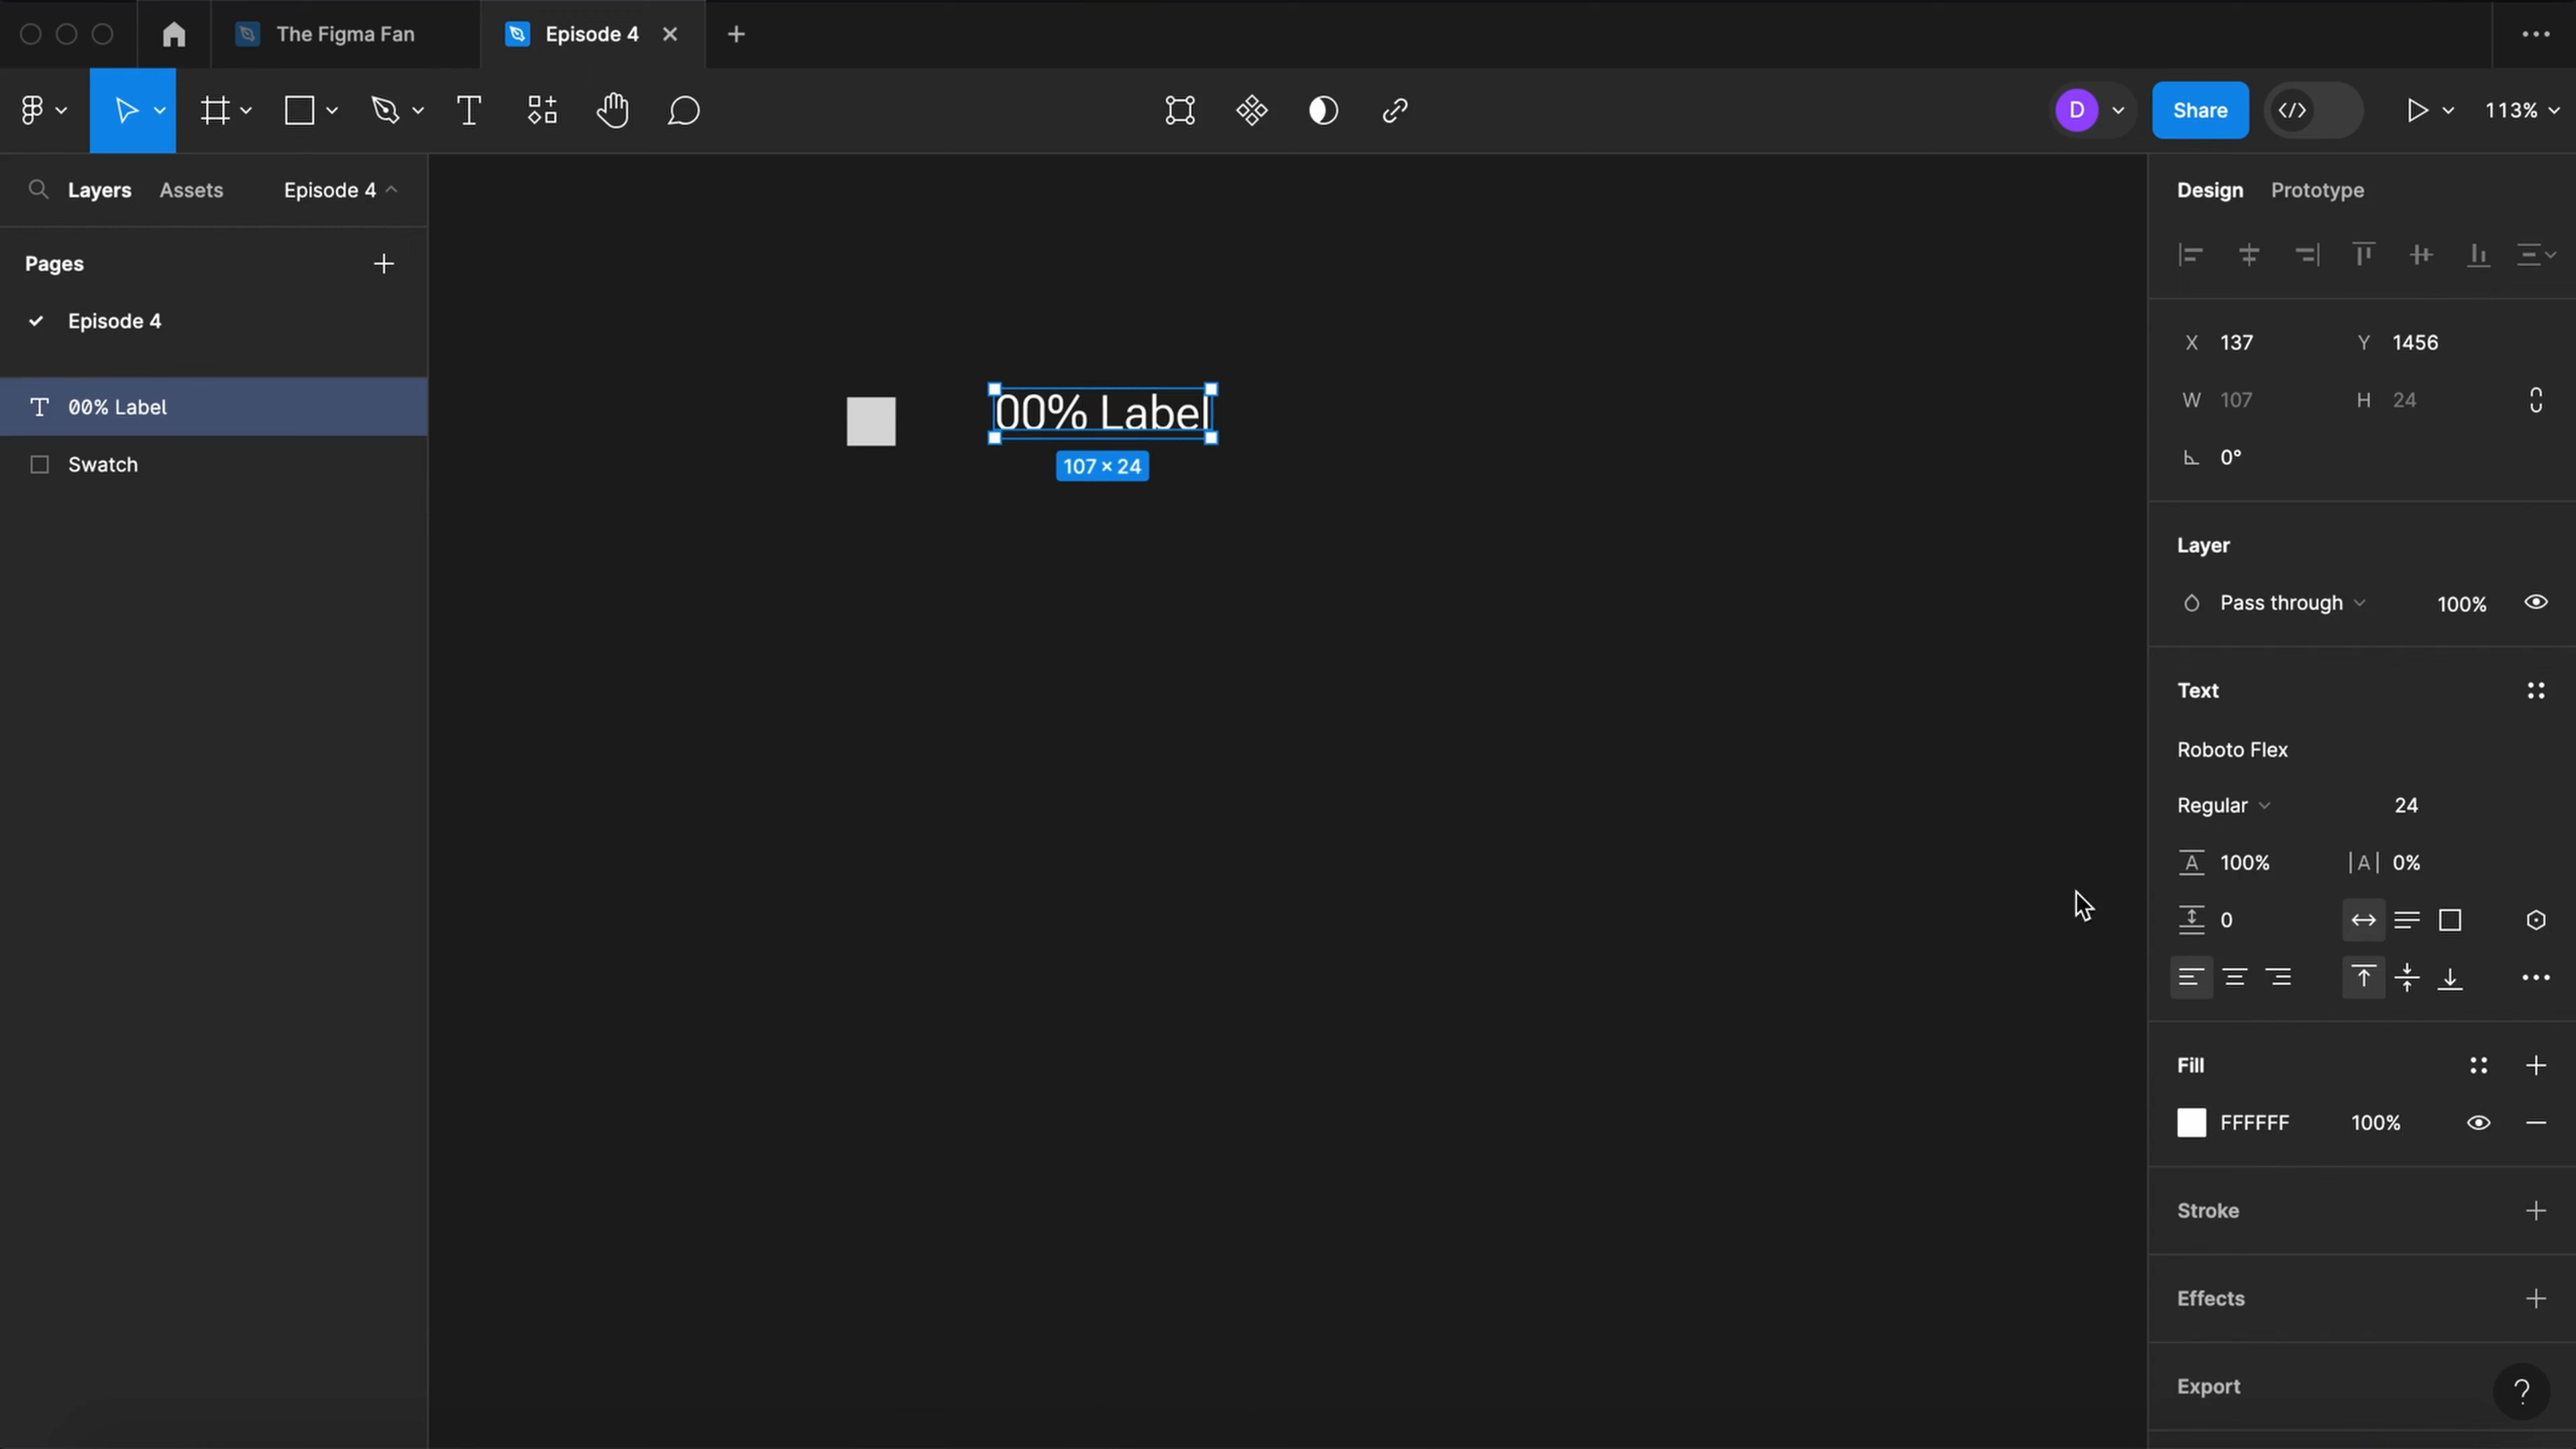 The Figma Fan
Episode 4
D
Share
113%
Layers
Assets
Episode 4
Pages
Episode 4
00% Label
Swatch
00% Label
107 × 24
Design
Prototype
X 137 Y 1456
W 107 H 24
0°
Layer
Pass through 100%
Text
Roboto Flex
Regular 24
A 100% |A| 0%
0
Fill
FFFFFF 100%
Stroke
Effects
Export
?